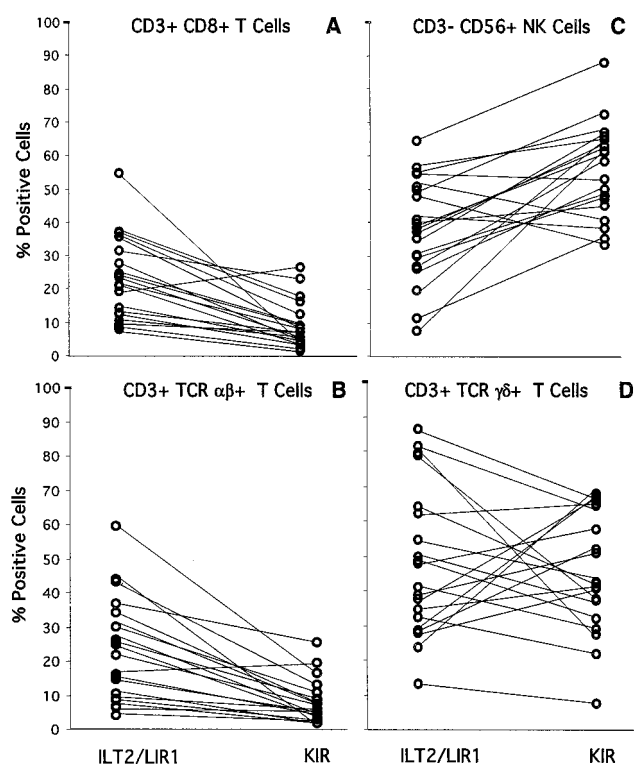 CD3+ CD8+ T Cells A
% Positive Cells
100
90
80
70
60
50
40
30
20
10
0
CD3- CD56+ NK Cells C
CD3+ TCR αβ+ T Cells B
% Positive Cells
100
90
80
70
60
50
40
30
20
10
0
ILT2/LIR1 KIR
CD3+ TCR γδ+ T Cells D
ILT2/LIR1 KIR